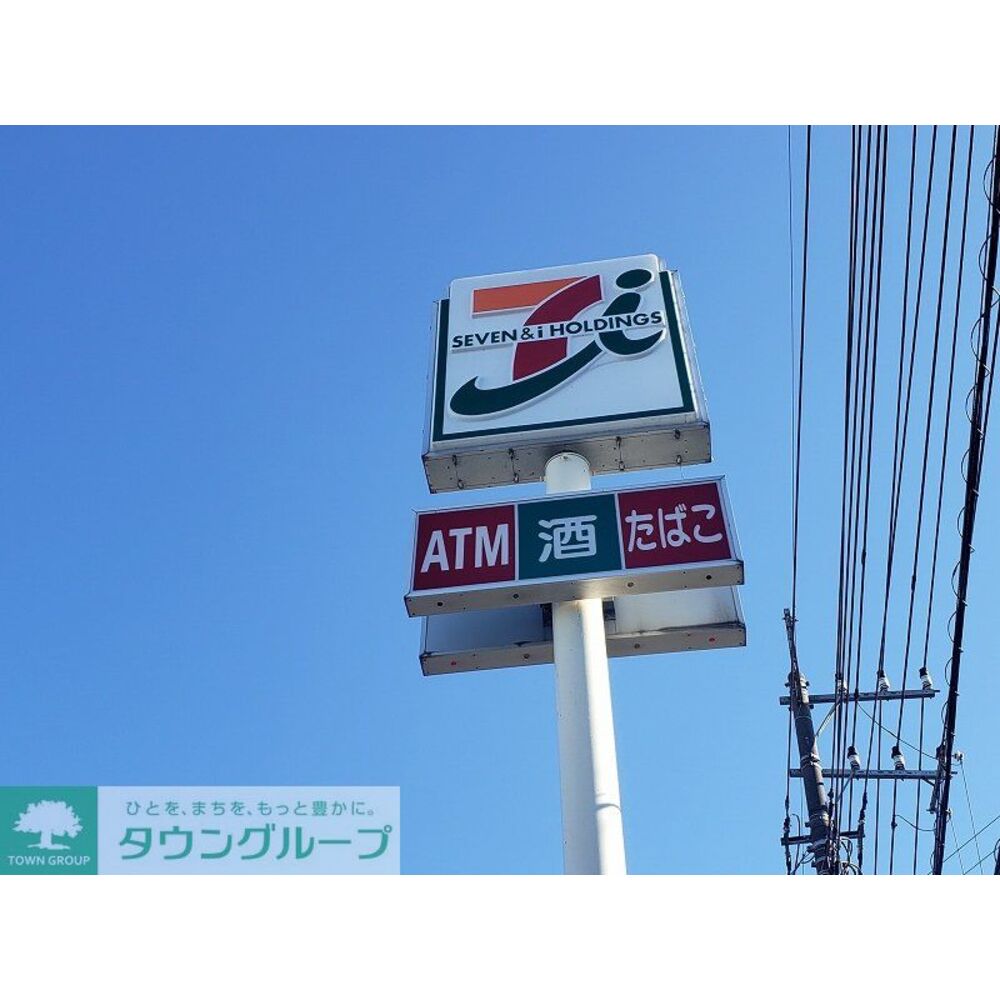 SEVEN&i HOLDINGS
ATM 酒 たばこ
ひとを、まちを、もっと豊かに。
TOWN GROUP
タウングループ